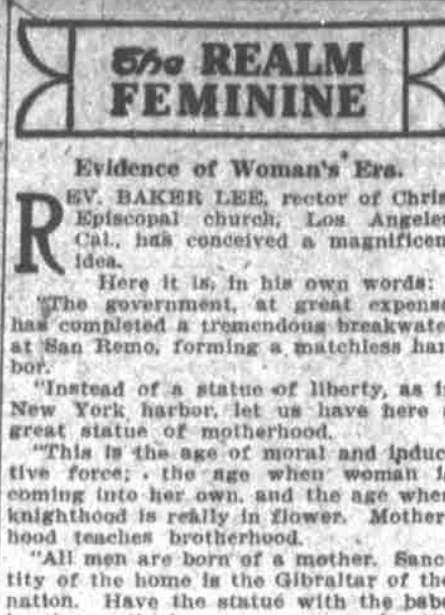 The REALM
FEMININE
Evidence of Woman's Era.
REV. BAKER LEE, rector of Chris
Episcopal church, Los Angeles
Cal., has conceived a magnificen
idea.
Here it is, in his own words:
"The government, at great expense
has completed a tremendous breakwate
at San Remo, forming a matchless har
bor.
"Instead of a statue of liberty, as i
New York harbor, let us have here
great statue of motherhood.
"This is the age of moral and induc
tive force; the age when woman i
coming into her own, and the age whe
knighthood is really in flower. Mother
hood teaches brotherhood.
"All men are born of a mother. Sanc
tity of the home is the Gibraltar of th
nation. Have the statue with the babe